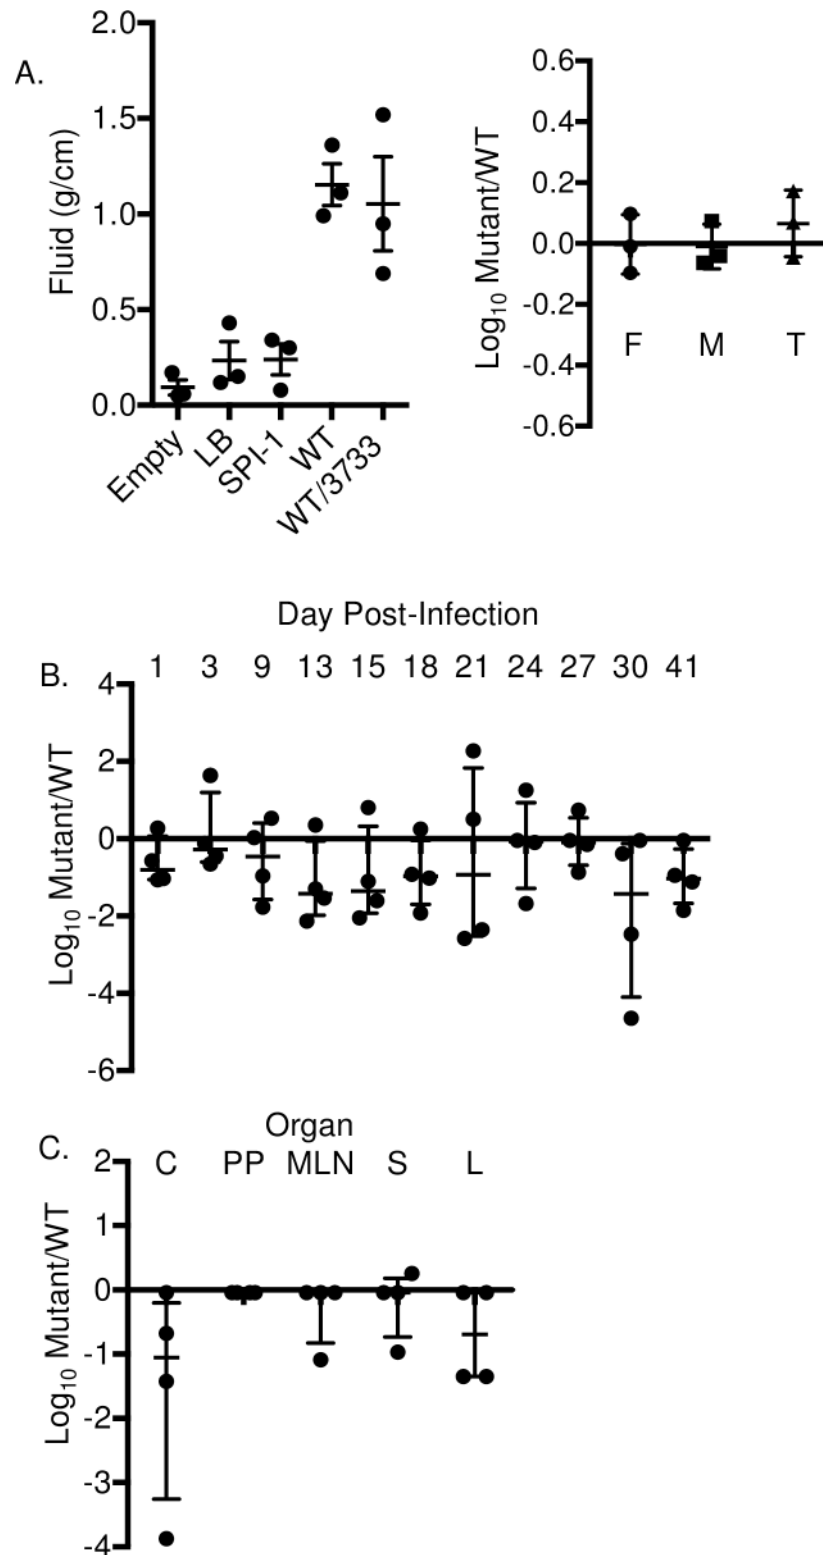 A.
Fluid (g/cm)
2.0
1.5
1.0
0.5
0.0
Empty
LB
SPI-1
WT
WT/3733
Log10 Mutant/WT
0.6
0.4
0.2
0.0
-0.2
-0.4
-0.6
F M T
Day Post-Infection
B.
1 3 9 13 15 18 21 24 27 30 41
Log10 Mutant/WT
4
2
0
-2
-4
-6
Organ
C.
C PP MLN S L
Log10 Mutant/WT
2
1
0
-1
-2
-3
-4